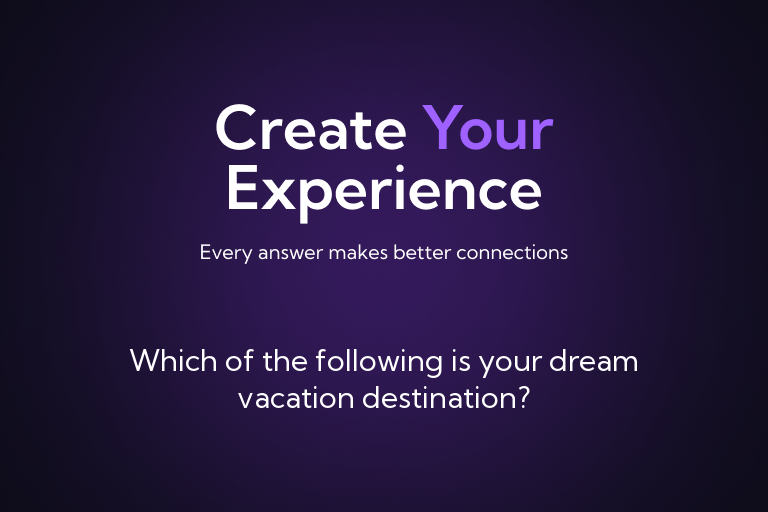 Create Your
Experience
Every answer makes better connections
Which of the following is your dream
vacation destination?